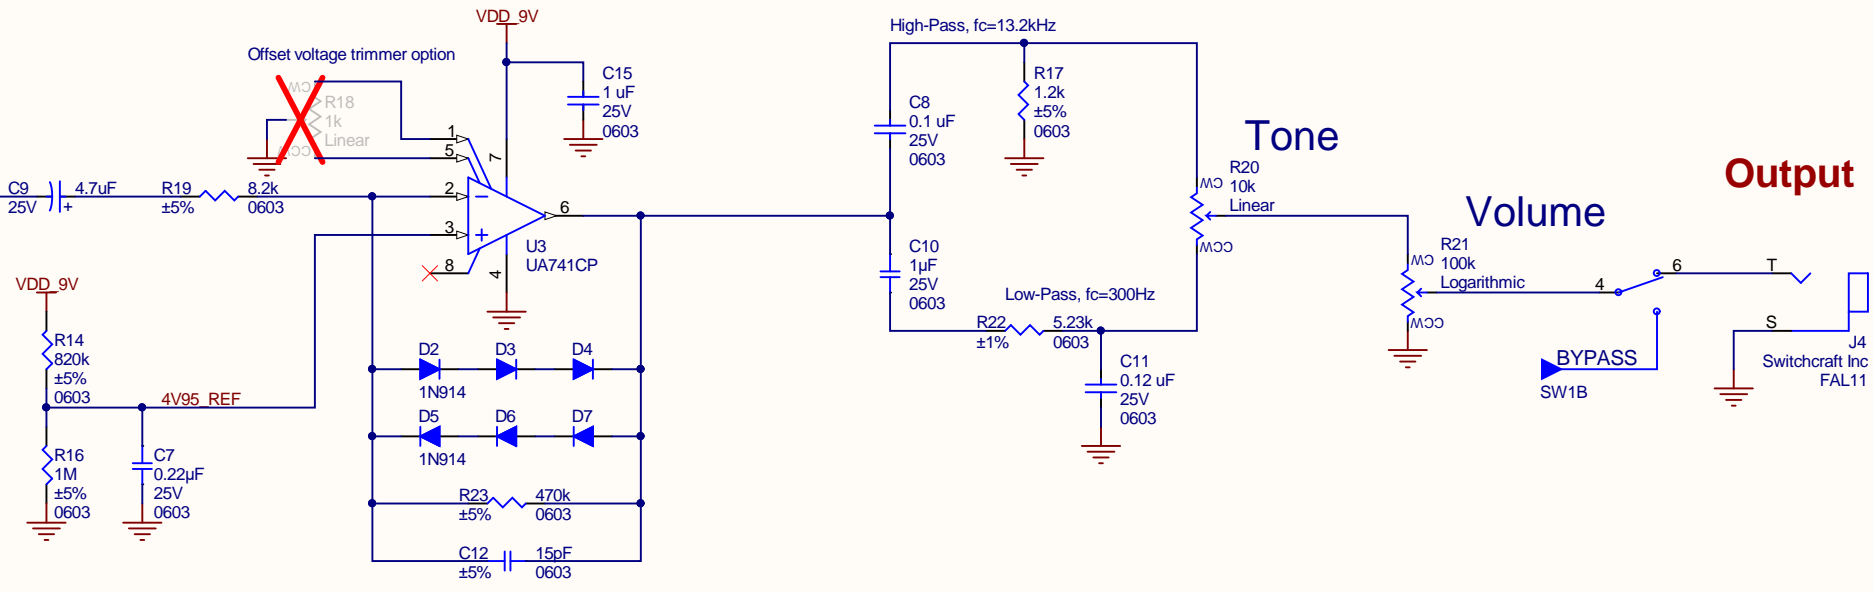 VDD_9V
High-Pass, fc=13.2kHz
Offset voltage trimmer option
CW
R18
1k
Linear
CCW
C15
1 uF
25V
0603
R17
1.2k
±5%
0603
C8
0.1 uF
25V
0603
Tone
Output
1
5
7
C9
25V
+
4.7uF
R19
±5%
8.2k
0603
2
3
8
4
6
U3
UA741CP
CW
R20
10k
Linear
CCW
Volume
C10
1µF
25V
0603
CW
R21
100k
Logarithmic
CCW
4
6
T
S
J4
Switchcraft Inc
FAL11
BYPASS
SW1B
Low-Pass, fc=300Hz
R22
±1%
5.23k
0603
C11
0.12 uF
25V
0603
VDD_9V
R14
820k
±5%
0603
4V95_REF
R16
1M
±5%
0603
C7
0.22µF
25V
0603
D2
D3
D4
1N914
D5
D6
D7
1N914
R23
±5%
470k
0603
C12
±5%
15pF
0603